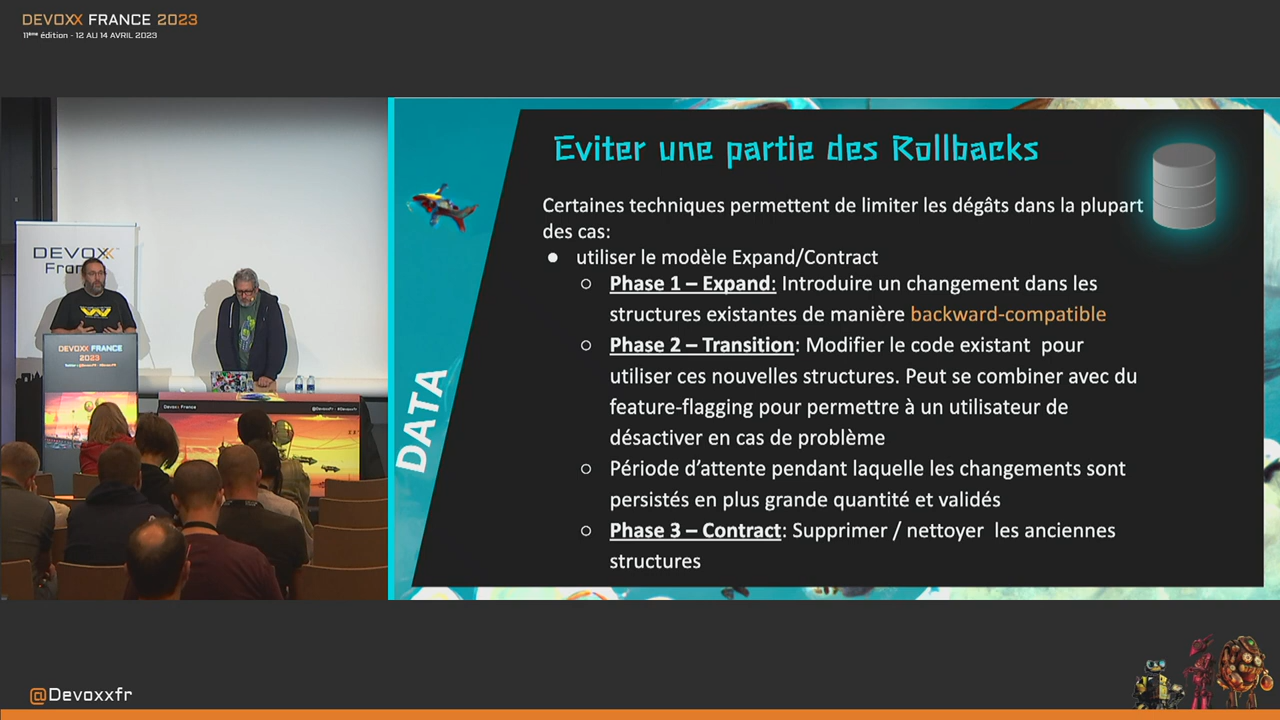 DEVOXX FRANCE 2023
11ème édition - 12 AU 14 AVRIL 2023
DEVOXX
Fran
DEVOXX FRANCE
2023
Devoxx France
Eviter une partie des Rollbacks
Certaines techniques permettent de limiter les dégâts dans la plupart
des cas:
● utiliser le modèle Expand/Contract
○ Phase 1 – Expand: Introduire un changement dans les
structures existantes de manière backward-compatible
○ Phase 2 – Transition: Modifier le code existant pour
utiliser ces nouvelles structures. Peut se combiner avec du
feature-flagging pour permettre à un utilisateur de
désactiver en cas de problème
○ Période d'attente pendant laquelle les changements sont
persistés en plus grande quantité et validés
○ Phase 3 – Contract: Supprimer / nettoyer les anciennes
structures
DATA
@Devoxxfr